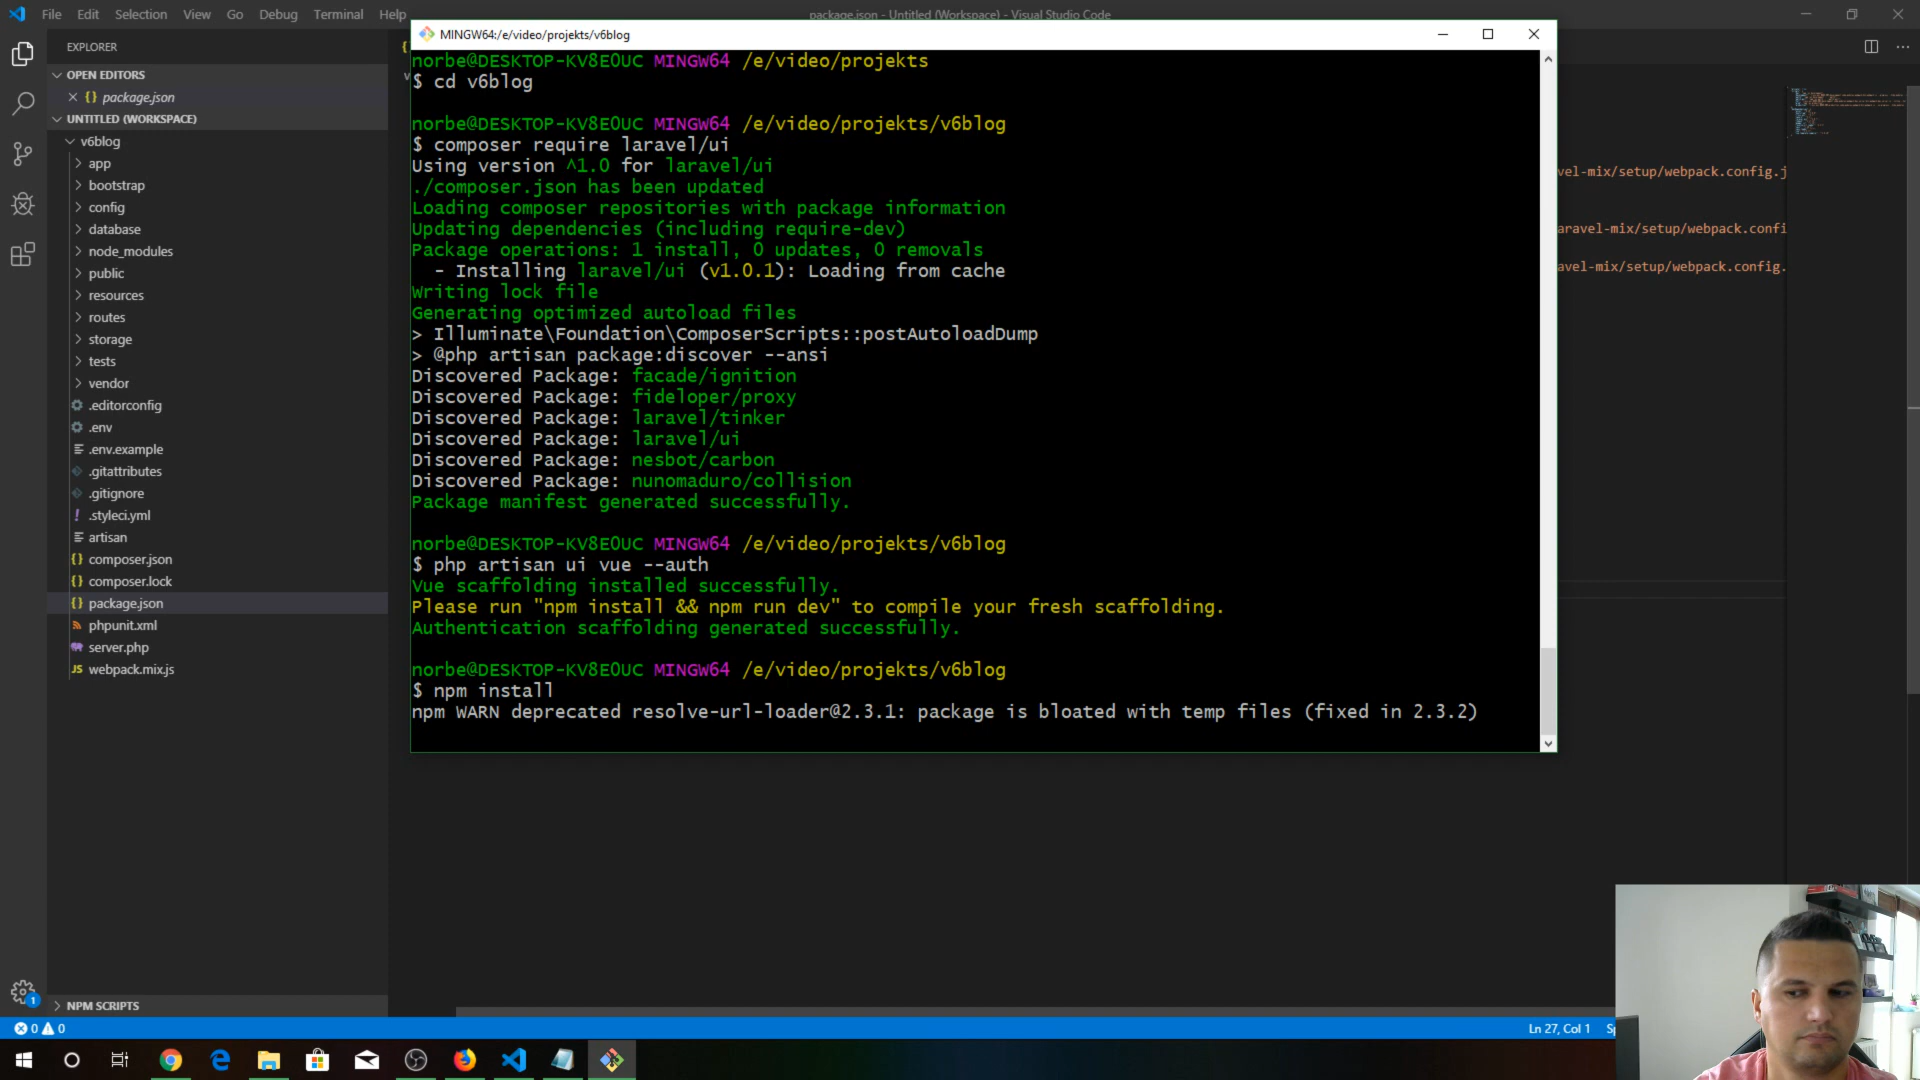 File Edit Selection View Go Debug Terminal Help
package.json - Untitled (Workspace) - Visual Studio Code
EXPLORER
OPEN EDITORS
{} package.json
UNTITLED (WORKSPACE)
v6blog
app
bootstrap
config
database
node_modules
public
resources
routes
storage
tests
vendor
.editorconfig
.env
.env.example
.gitattributes
.gitignore
! .styleci.yml
artisan
{} composer.json
{} composer.lock
{} package.json
phpunit.xml
server.php
JS webpack.mix.js
NPM SCRIPTS
MINGW64:/e/video/projekts/v6blog
norbe@DESKTOP-KV8E0UC MINGW64 /e/video/projekts
$ cd v6blog
norbe@DESKTOP-KV8E0UC MINGW64 /e/video/projekts/v6blog
$ composer require laravel/ui
Using version ^1.0 for laravel/ui
./composer.json has been updated
Loading composer repositories with package information
Updating dependencies (including require-dev)
Package operations: 1 install, 0 updates, 0 removals
- Installing laravel/ui (v1.0.1): Loading from cache
Writing lock file
Generating optimized autoload files
> Illuminate\Foundation\ComposerScripts::postAutoloadDump
> @php artisan package:discover --ansi
Discovered Package: facade/ignition
Discovered Package: fideloper/proxy
Discovered Package: laravel/tinker
Discovered Package: laravel/ui
Discovered Package: nesbot/carbon
Discovered Package: nunomaduro/collision
Package manifest generated successfully.
norbe@DESKTOP-KV8E0UC MINGW64 /e/video/projekts/v6blog
$ php artisan ui vue --auth
Vue scaffolding installed successfully.
Please run "npm install && npm run dev" to compile your fresh scaffolding.
Authentication scaffolding generated successfully.
norbe@DESKTOP-KV8E0UC MINGW64 /e/video/projekts/v6blog
$ npm install
npm WARN deprecated resolve-url-loader@2.3.1: package is bloated with temp files (fixed in 2.3.2)
vel-mix/setup/webpack.config.j
aravel-mix/setup/webpack.confi
avel-mix/setup/webpack.config.
1
0 0
Ln 27, Col 1